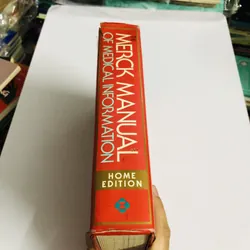 MERCK MANUAL
OF MEDICAL INFORMATION
HOME
EDITION